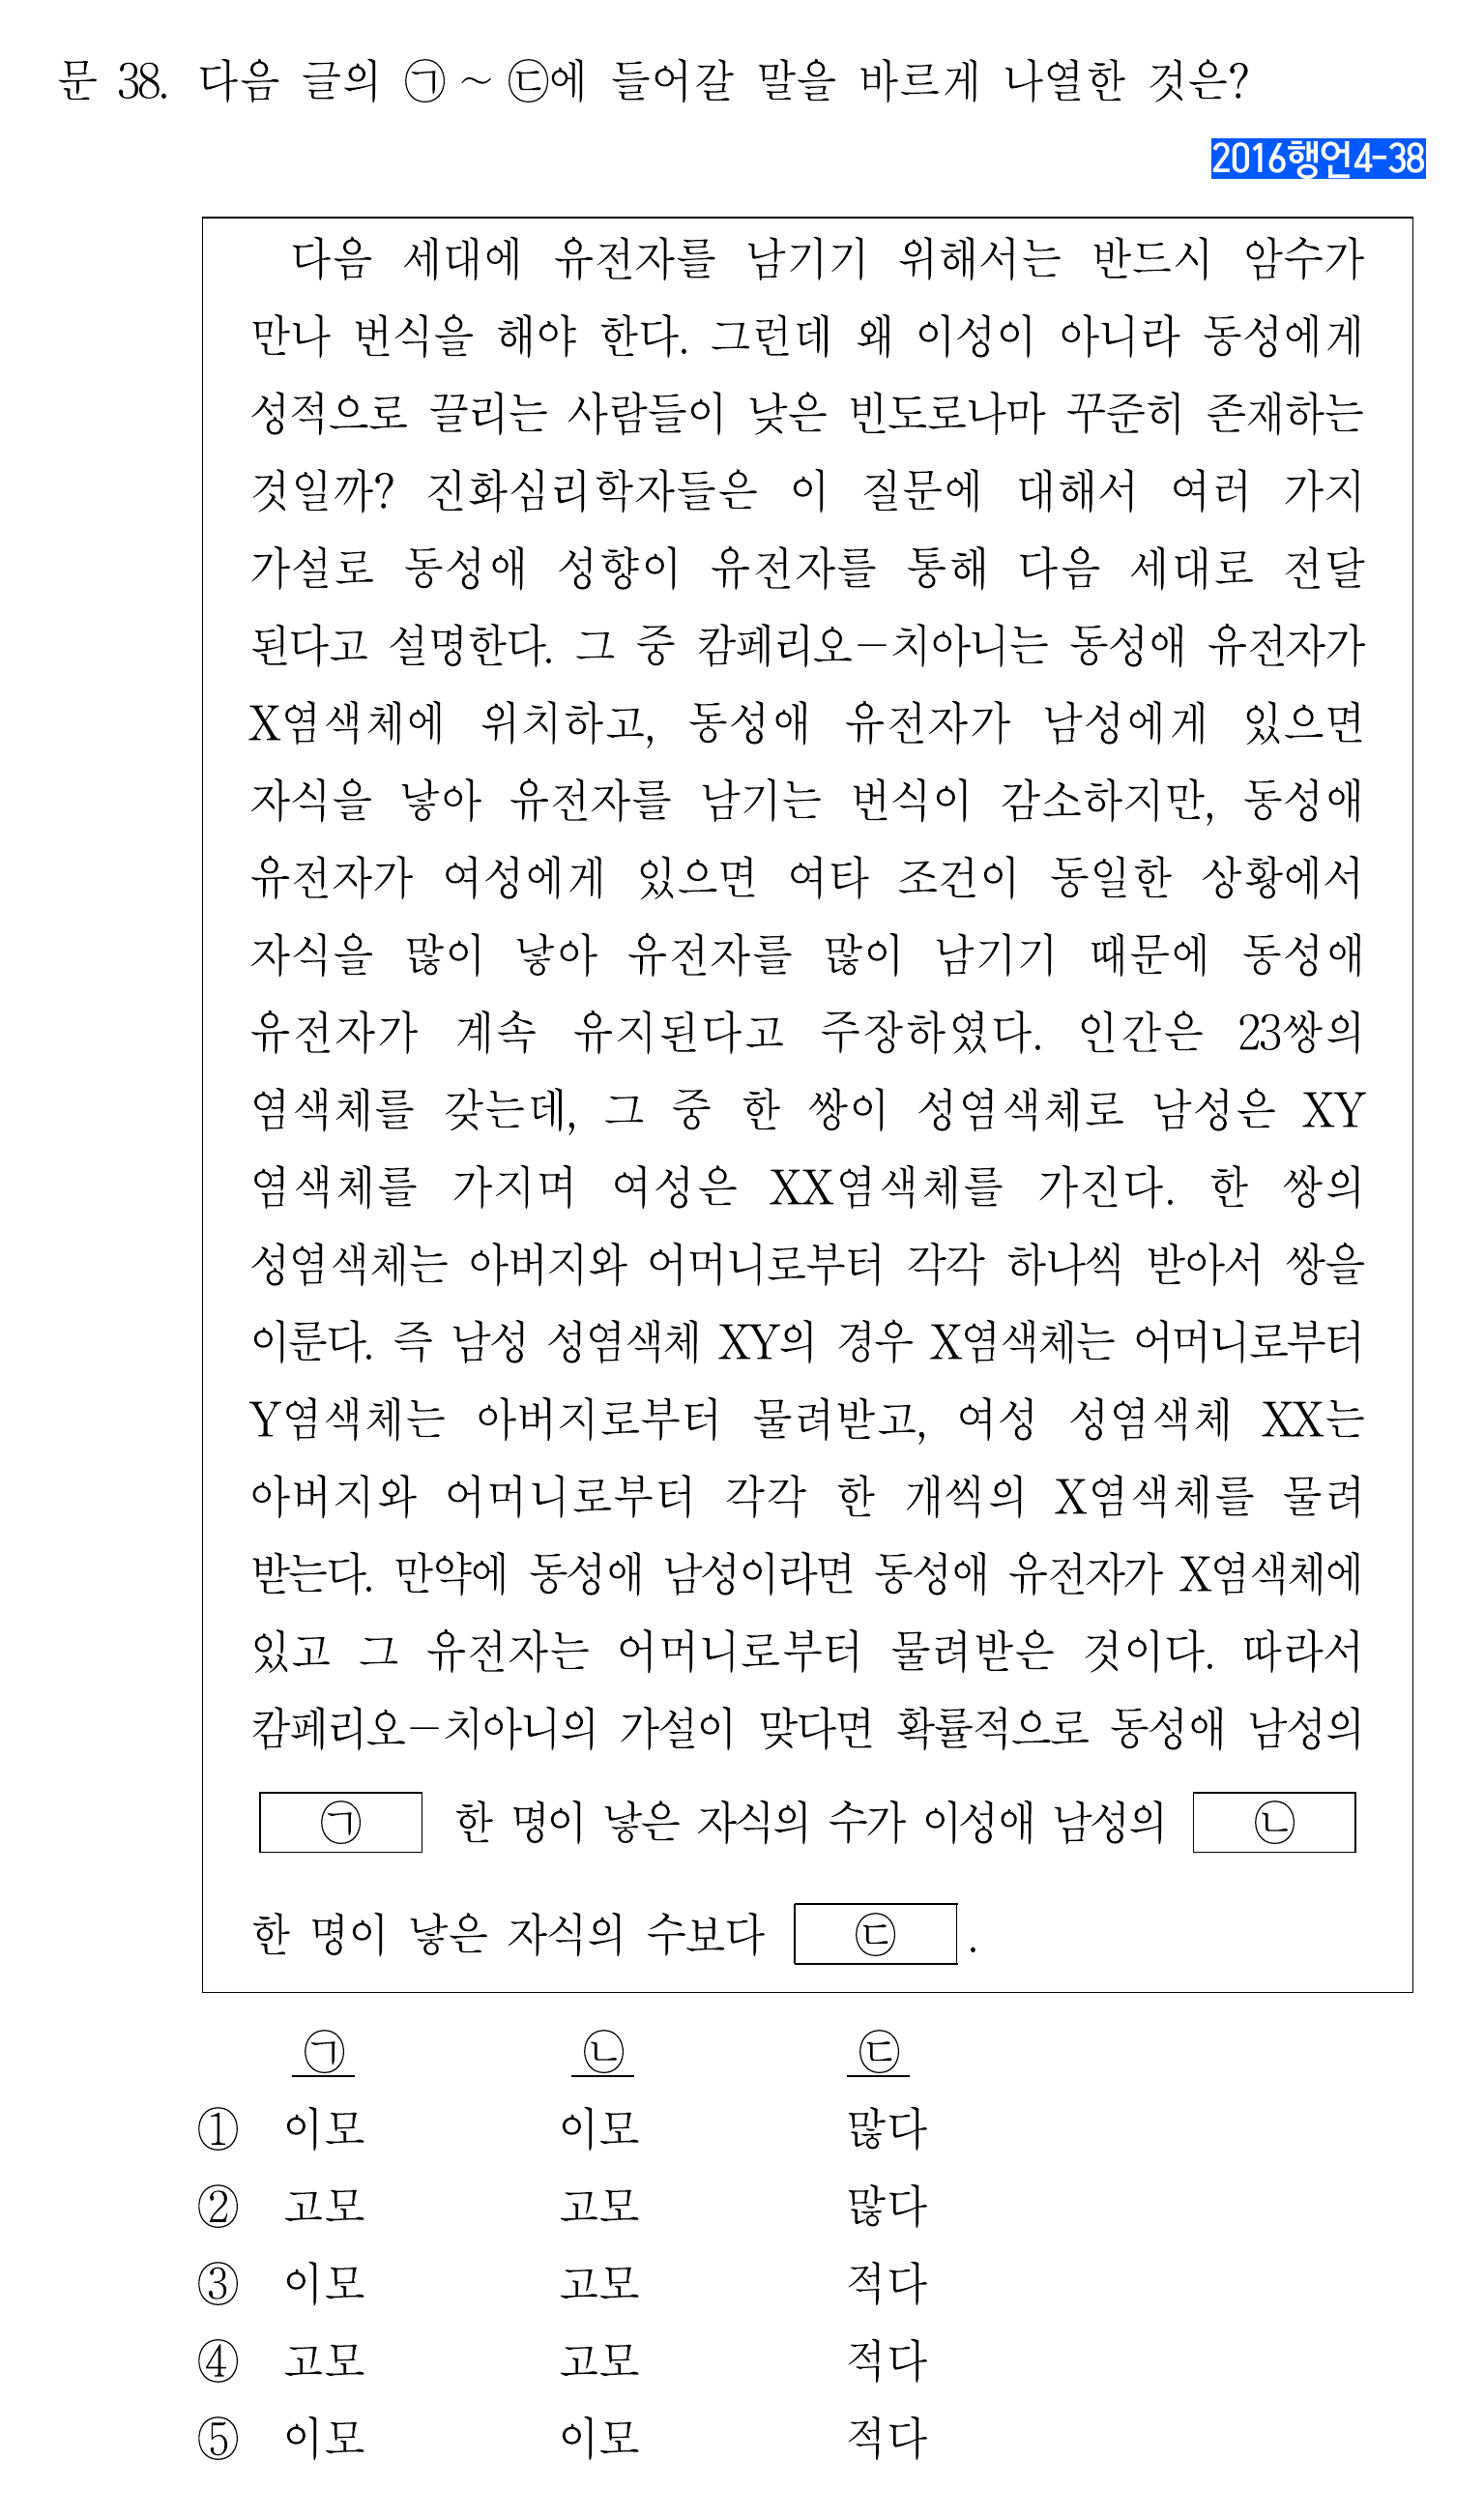 문 38. 다음 글의 ㉠ ~ ㉢에 들어갈 말을 바르게 나열한 것은?
2016행언4-38
다음 세대에 유전자를 남기기 위해서는 반드시 암수가
만나 번식을 해야 한다. 그런데 왜 이성이 아니라 동성에게
성적으로 끌리는 사람들이 낮은 빈도로나마 꾸준히 존재하는
것일까? 진화심리학자들은 이 질문에 대해서 여러 가지
가설로 동성애 성향이 유전자를 통해 다음 세대로 전달
된다고 설명한다. 그 중 캄페리오-치아니는 동성애 유전자가
X염색체에 위치하고, 동성애 유전자가 남성에게 있으면
자식을 낳아 유전자를 남기는 번식이 감소하지만, 동성애
유전자가 여성에게 있으면 여타 조건이 동일한 상황에서
자식을 많이 낳아 유전자를 많이 남기기 때문에 동성애
유전자가 계속 유지된다고 주장하였다. 인간은 23쌍의
염색체를 갖는데, 그 중 한 쌍이 성염색체로 남성은 XY
염색체를 가지며 여성은 XX염색체를 가진다. 한 쌍의
성염색체는 아버지와 어머니로부터 각각 하나씩 받아서 쌍을
이룬다. 즉 남성 성염색체 XY의 경우 X염색체는 어머니로부터
Y염색체는 아버지로부터 물려받고, 여성 성염색체 XX는
아버지와 어머니로부터 각각 한 개씩의 X염색체를 물려
받는다. 만약에 동성애 남성이라면 동성애 유전자가 X염색체에
있고 그 유전자는 어머니로부터 물려받은 것이다. 따라서
캄페리오-치아니의 가설이 맞다면 확률적으로 동성애 남성의
㉠ 한 명이 낳은 자식의 수가 이성애 남성의 ㉡
한 명이 낳은 자식의 수보다 ㉢ .
㉠ ㉡ ㉢
① 이모 이모 많다
② 고모 고모 많다
③ 이모 고모 적다
④ 고모 고모 적다
⑤ 이모 이모 적다